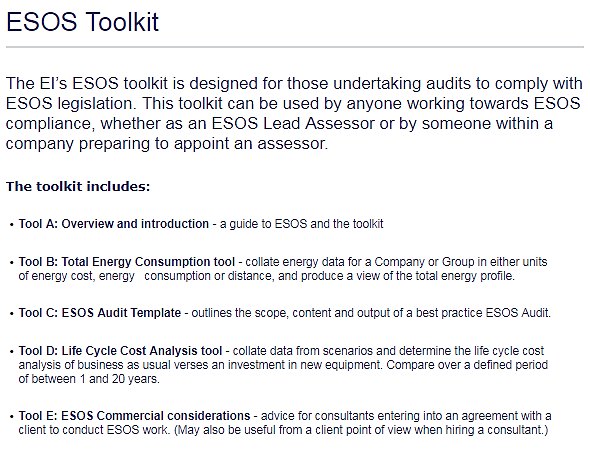 ESOS Toolkit
The EI’s ESOS toolkit is designed for those undertaking audits to comply with
ESOS legislation. This toolkit can be used by anyone working towards ESOS
compliance, whether as an ESOS Lead Assessor or by someone within a
company preparing to appoint an assessor.
The toolkit includes:
• Tool A: Overview and introduction - a guide to ESOS and the toolkit
• Tool B: Total Energy Consumption tool - collate energy data for a Company or Group in either units
of energy cost, energy consumption or distance, and produce a view of the total energy profile.
• Tool C: ESOS Audit Template - outlines the scope, content and output of a best practice ESOS Audit.
• Tool D: Life Cycle Cost Analysis tool - collate data from scenarios and determine the life cycle cost
analysis of business as usual verses an investment in new equipment. Compare over a defined period
of between 1 and 20 years.
• Tool E: ESOS Commercial considerations - advice for consultants entering into an agreement with a
client to conduct ESOS work. (May also be useful from a client point of view when hiring a consultant.)